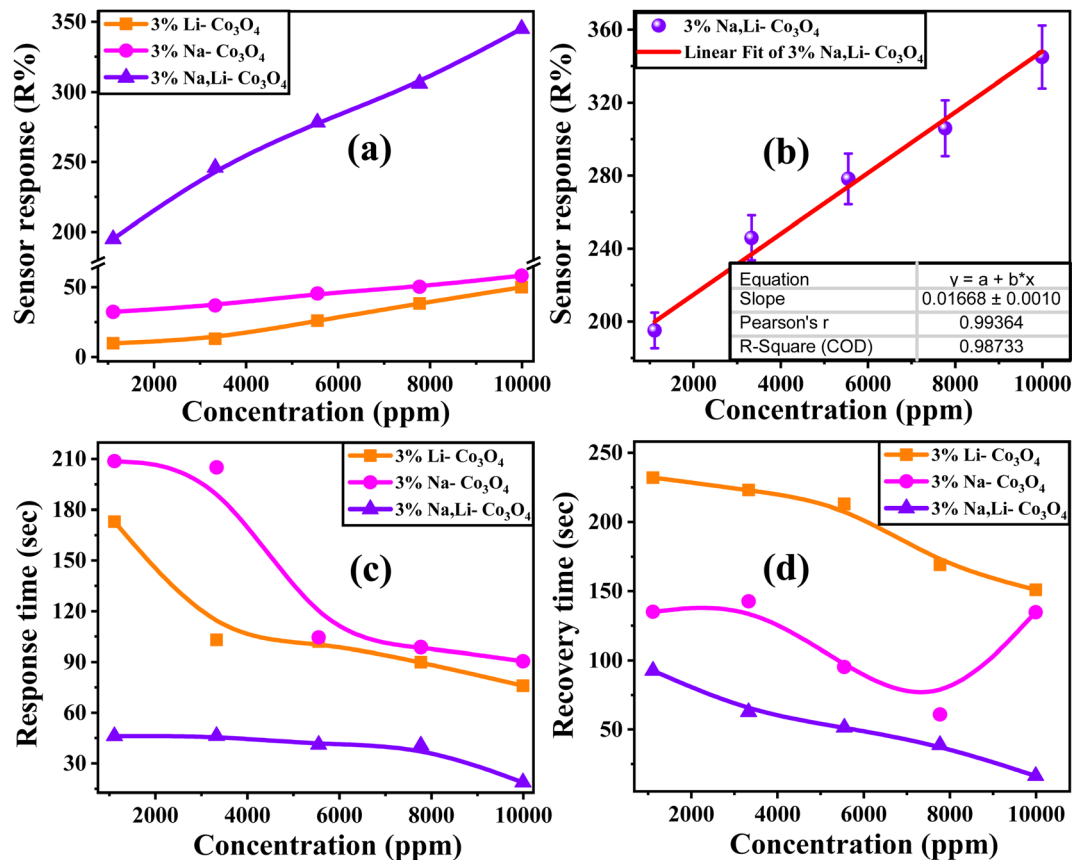 3% Li- Co₃O₄
3% Na- Co₃O₄
3% Na,Li- Co₃O₄
(a)
Sensor response (R%)
350
300
250
200
150
50
0
2000 4000 6000 8000 10000
Concentration (ppm)
3% Na,Li- Co₃O₄
Linear Fit of 3% Na,Li- Co₃O₄
(b)
Sensor response (R%)
360
320
280
240
200
Equation y = a + b*x
Slope 0.01668 ± 0.0010
Pearson's r 0.99364
R-Square (COD) 0.98733
2000 4000 6000 8000 10000
Concentration (ppm)
3% Li- Co₃O₄
3% Na- Co₃O₄
3% Na,Li- Co₃O₄
(c)
Response time (sec)
210
180
150
120
90
60
30
2000 4000 6000 8000 10000
Concentration (ppm)
3% Li- Co₃O₄
3% Na- Co₃O₄
3% Na,Li- Co₃O₄
(d)
Recovery time (sec)
250
200
150
100
50
0
2000 4000 6000 8000 10000
Concentration (ppm)